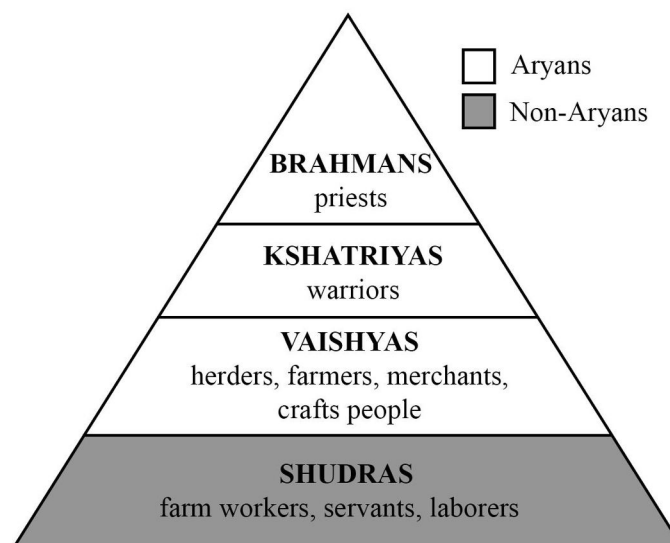 Aryans
Non-Aryans
BRAHMANS
priests
KSHATRIYAS
warriors
VAISHYAS
herders, farmers, merchants,
crafts people
SHUDRAS
farm workers, servants, laborers